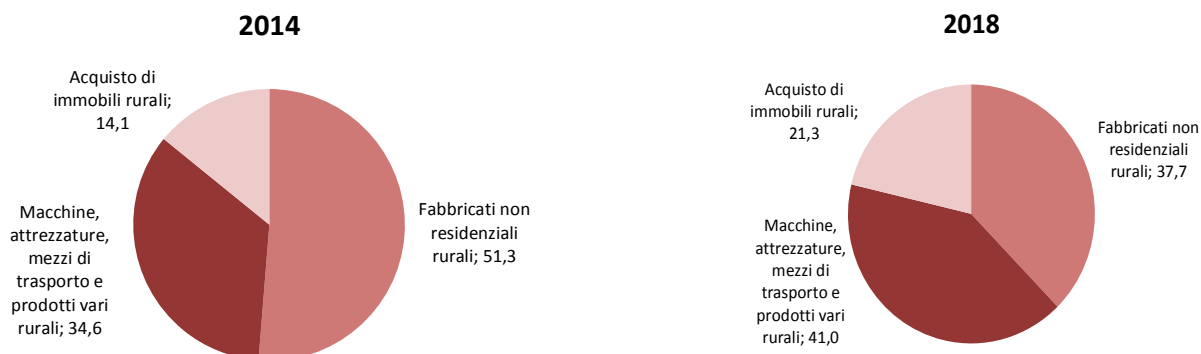 2014
Acquisto di
immobili rurali;
14,1
Macchine,
attrezzature,
mezzi di
trasporto e
prodotti vari
rurali; 34,6
Fabbricati non
residenziali
rurali; 51,3
2018
Acquisto di
immobili rurali;
21,3
Fabbricati non
residenziali
rurali; 37,7
Macchine,
attrezzature,
mezzi di
trasporto e
prodotti vari
rurali; 41,0